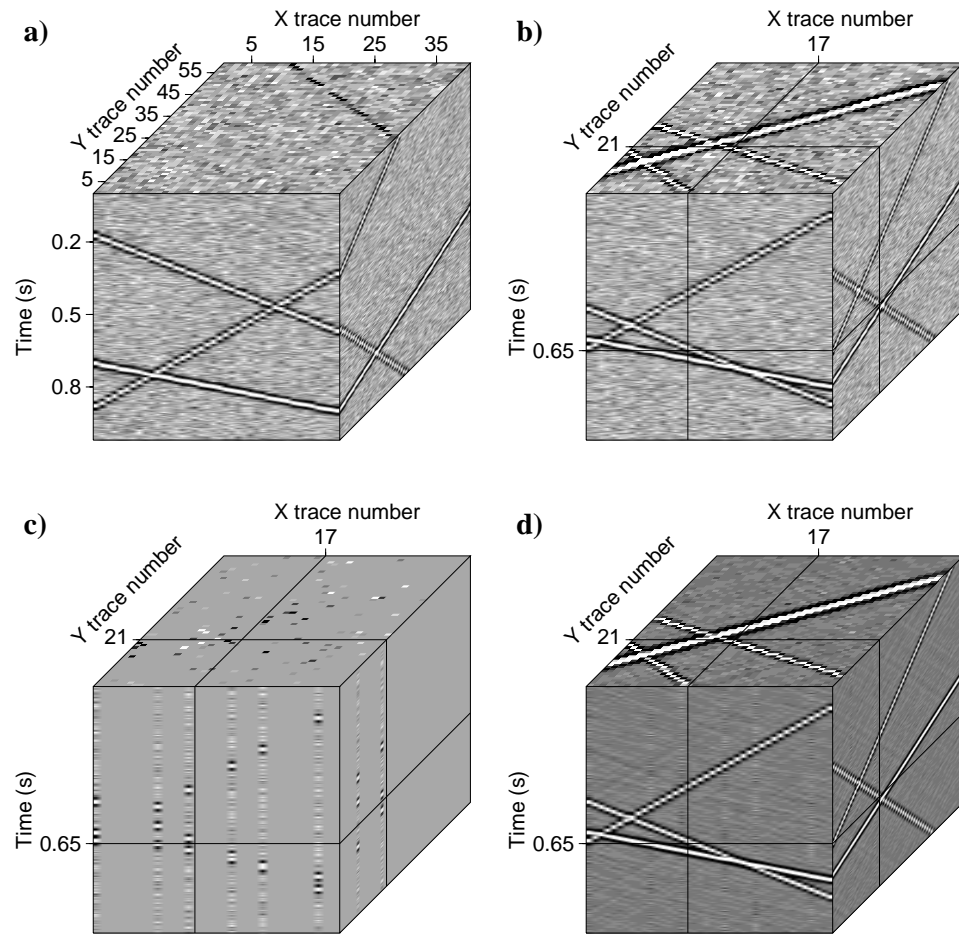 a)
X trace number
5 15 25 35
Y trace number
55
45
35
25
15
5
Time (s)
0.2
0.5
0.8
b)
X trace number
17
Y trace number
21
Time (s)
0.65
c)
X trace number
17
Y trace number
21
Time (s)
0.65
d)
X trace number
17
Y trace number
21
Time (s)
0.65